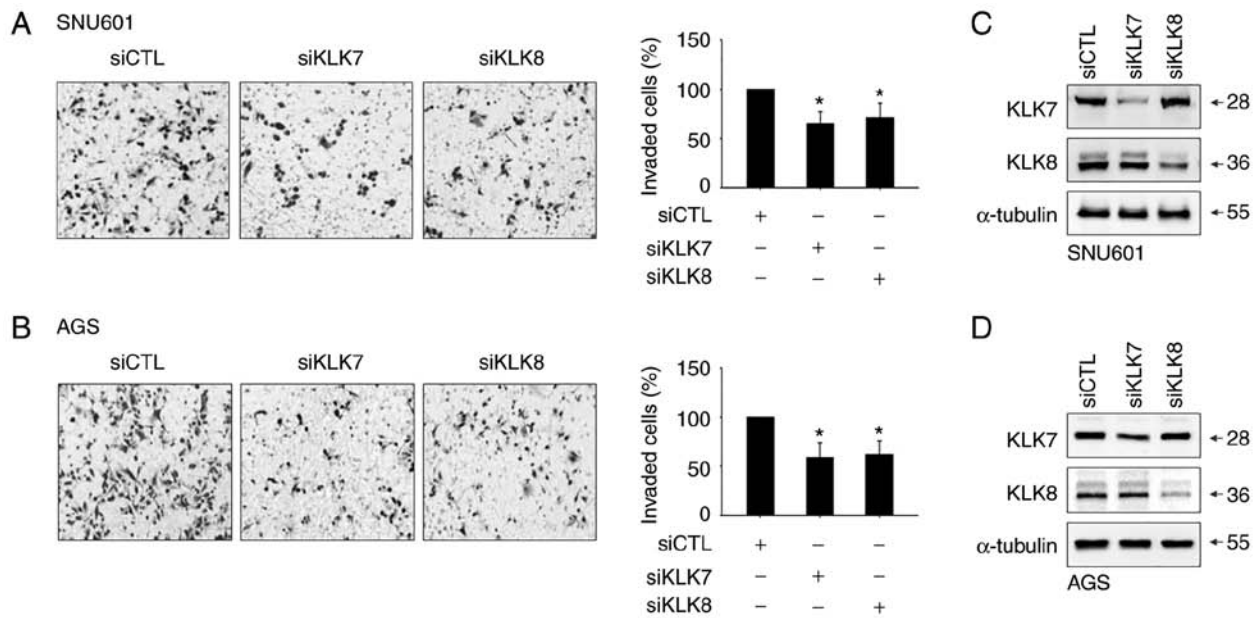 A
SNU601
siCTL
siKLK7
siKLK8
Invaded cells (%)
150
100
50
0
siCTL + – –
siKLK7 – + –
siKLK8 – – +
* *
C
siCTL
siKLK7
siKLK8
KLK7 ←28
KLK8 ←36
α-tubulin ←55
SNU601
B
AGS
siCTL
siKLK7
siKLK8
Invaded cells (%)
150
100
50
0
* *
siCTL + – –
siKLK7 – + –
siKLK8 – – +
D
siCTL
siKLK7
siKLK8
KLK7 ←28
KLK8 ←36
α-tubulin ←55
AGS